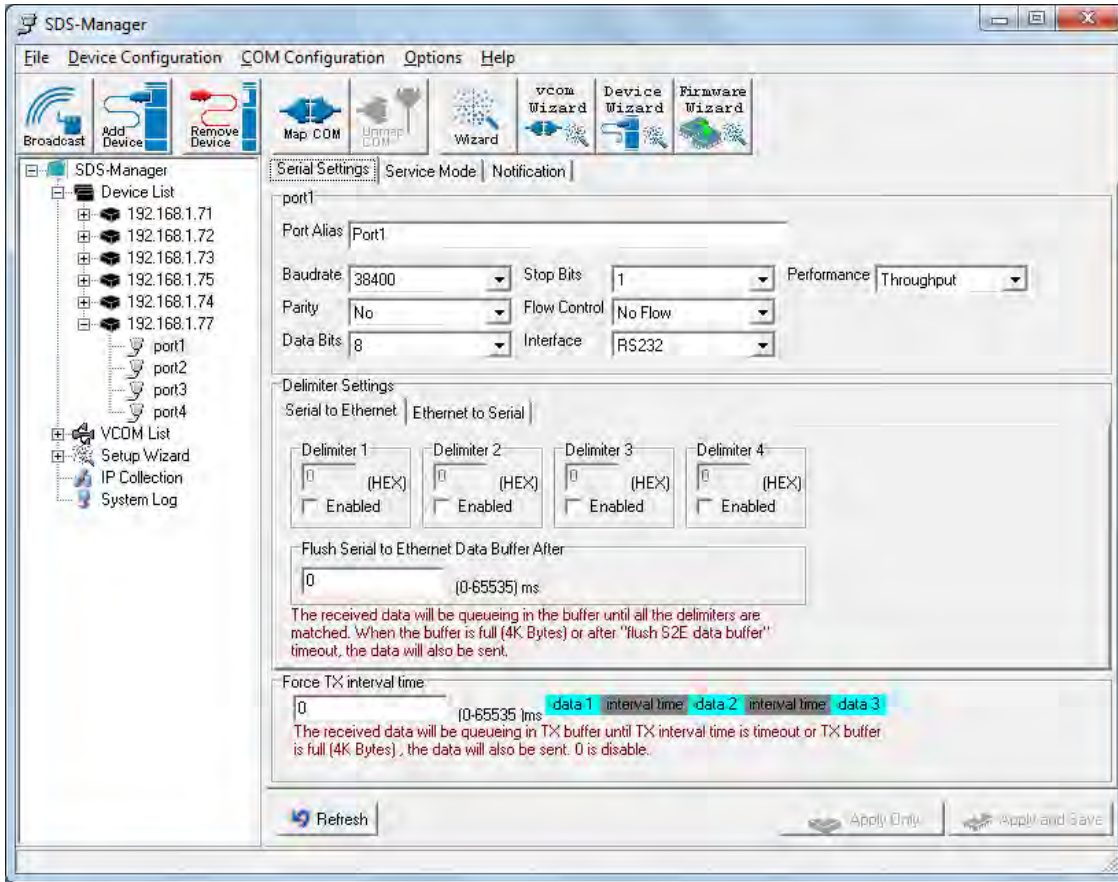 SDS-Manager
File Device Configuration COM Configuration Options Help
Broadcast
Add Device
Remove Device
Map COM
Unmap COM
Wizard
vcom Wizard
Device Wizard
Firmware Wizard
SDS-Manager
Device List
192.168.1.71
192.168.1.72
192.168.1.73
192.168.1.75
192.168.1.74
192.168.1.77
port1
port2
port3
port4
VCOM List
Setup Wizard
IP Collection
System Log
Serial Settings Service Mode Notification
port1
Port Alias Port1
Baudrate 38400 Stop Bits 1 Performance Throughput
Parity No Flow Control No Flow
Data Bits 8 Interface RS232
Delimiter Settings
Serial to Ethernet Ethernet to Serial
Delimiter 1 Delimiter 2 Delimiter 3 Delimiter 4
0 (HEX) 0 (HEX) 0 (HEX) 0 (HEX)
Enabled Enabled Enabled Enabled
Flush Serial to Ethernet Data Buffer After
0 (0-65535) ms
The received data will be queueing in the buffer until all the delimiters are
matched. When the buffer is full (4K Bytes) or after "flush S2E data buffer"
timeout, the data will also be sent.
Force TX interval time
0 (0-65535 )ms data 1 interval time data 2 interval time data 3
The received data will be queueing in TX buffer until TX interval time is timeout or TX buffer
is full (4K Bytes) , the data will also be sent. 0 is disable.
Refresh Apply Only Apply and Save